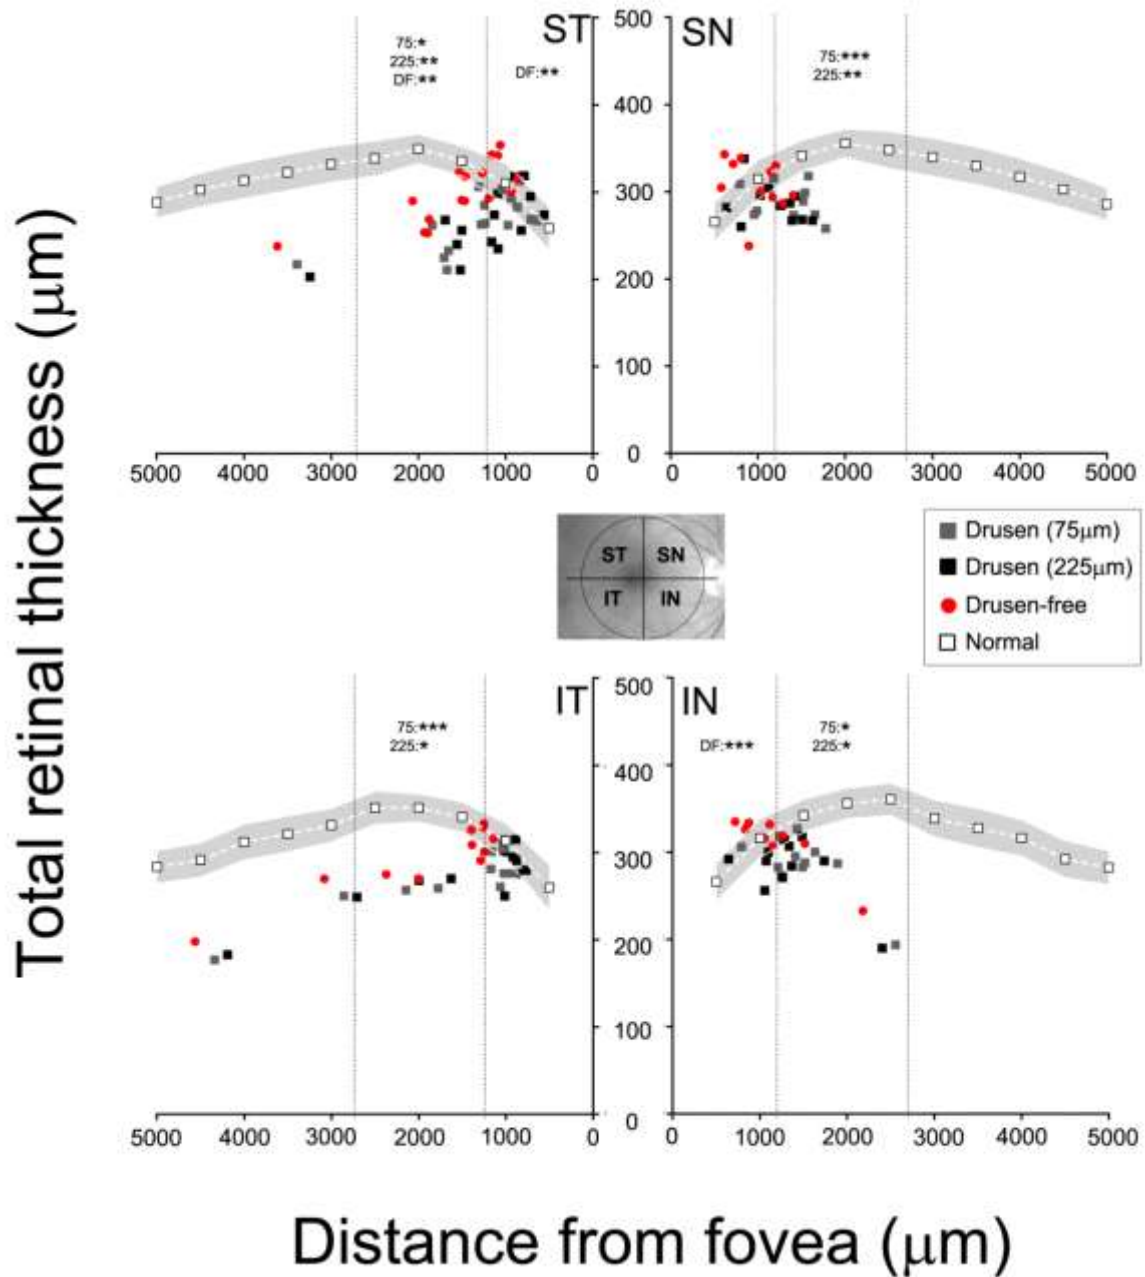 Total retinal thickness (μm)
ST
SN
75:*
225:**
DF:**
DF:**
75:***
225:**
500
400
300
200
100
0
5000 4000 3000 2000 1000 0
0 1000 2000 3000 4000 5000
ST SN
IT IN
Drusen (75μm)
Drusen (225μm)
Drusen-free
Normal
IT
IN
75:***
225:*
DF:***
75:*
225:*
500
400
300
200
100
0
5000 4000 3000 2000 1000 0
0 1000 2000 3000 4000 5000
Distance from fovea (μm)